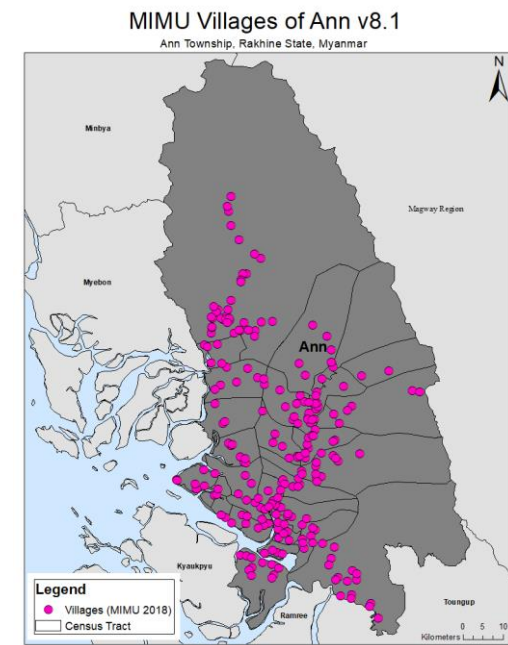 MIMU Villages of Ann v8.1
Ann Township, Rakhine State, Myanmar
N
Minbya
Magway Region
Myebon
Ann
Kyaukpyu
Legend
Villages (MIMU 2018)
Census Tract
Ramree
Toungup
Kilometers
0 5 10